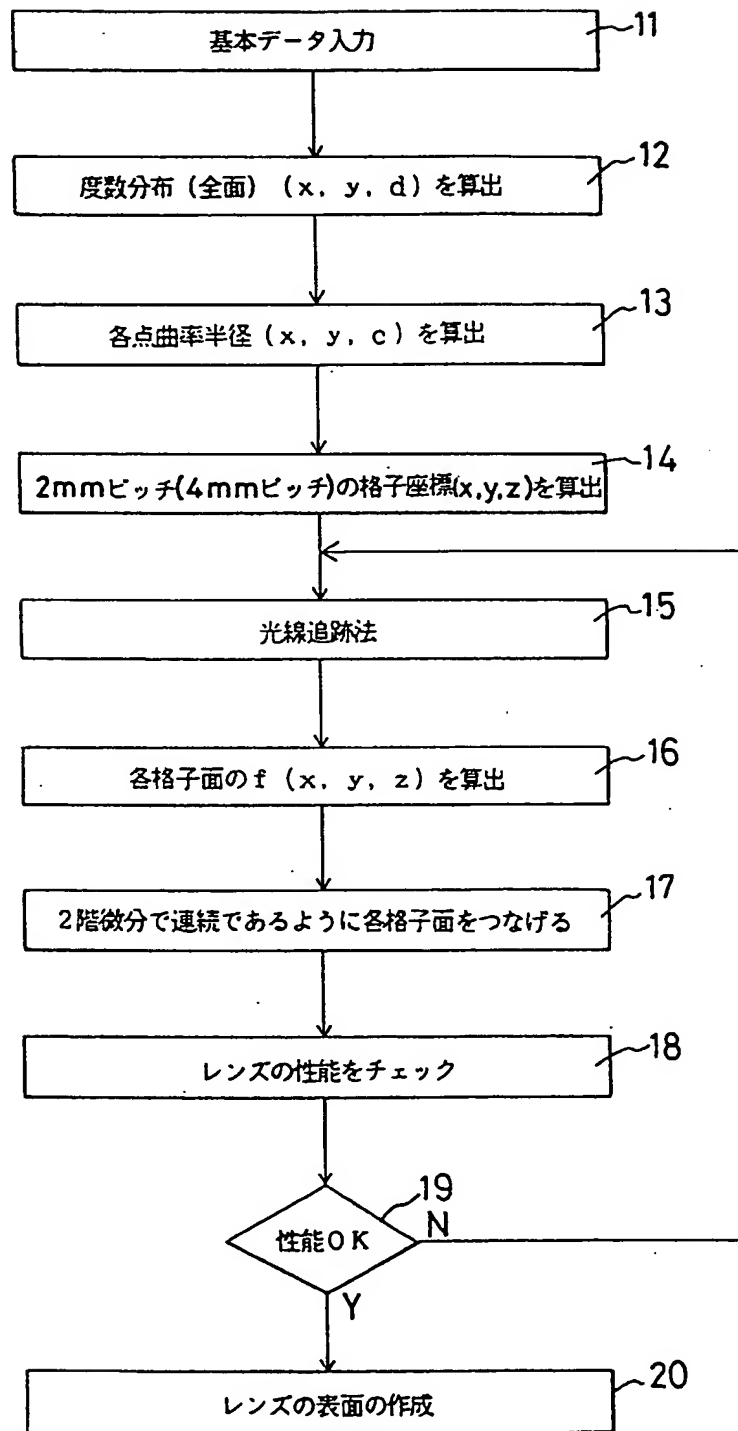 基本データ入力
11
度数分布(全面)(x, y, d)を算出
12
各点曲率半径(x, y, c)を算出
13
2mmピッチ(4mmピッチ)の格子座標(x,y,z)を算出
14
光線追跡法
15
各格子面のf(x, y, z)を算出
16
2階微分で連続であるように各格子面をつなげる
17
レンズの性能をチェック
18
性能OK
19
N
Y
レンズの表面の作成
20